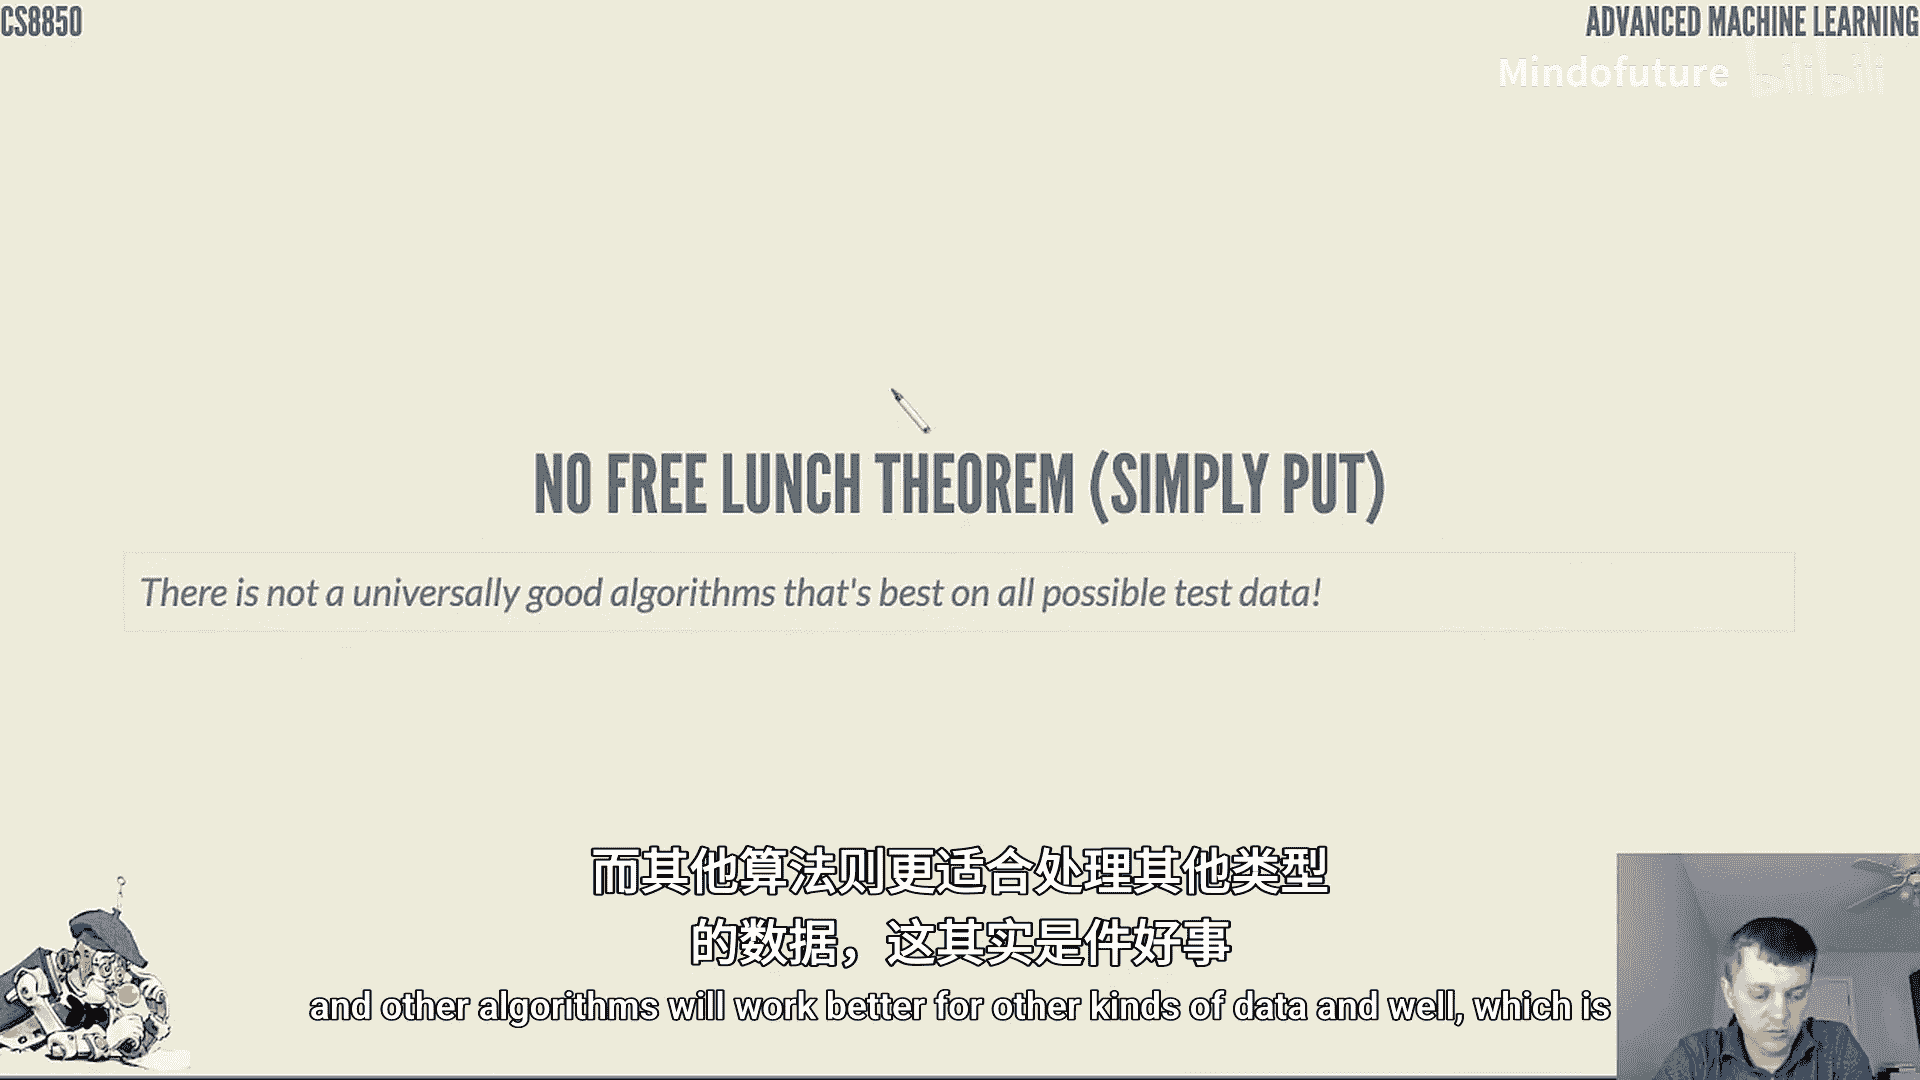 CS8850
ADVANCED MACHINE LEARNING
Mindofuture bilibili
NO FREE LUNCH THEOREM (SIMPLY PUT)
There is not a universally good algorithms that's best on all possible test data!
而其他算法则更适合处理其他类型
的数据，这其实是件好事
and other algorithms will work better for other kinds of data and well, which is